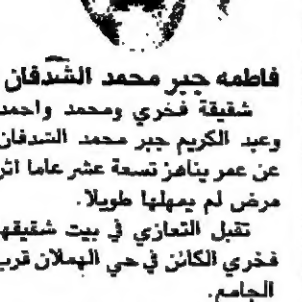 فاطمه جبر محمد الشدفان
شقيقة فخري ومحمد واحمد
وعبد الكريم جبر محمد الشدفان
عن عمر يناهز تسعة عشر عاما اثر
مرض لم يمهلها طويلا.
تقبل التعازي في بيت شقيقها
فخري الكائن في حي الهملان قرب
الجامع.